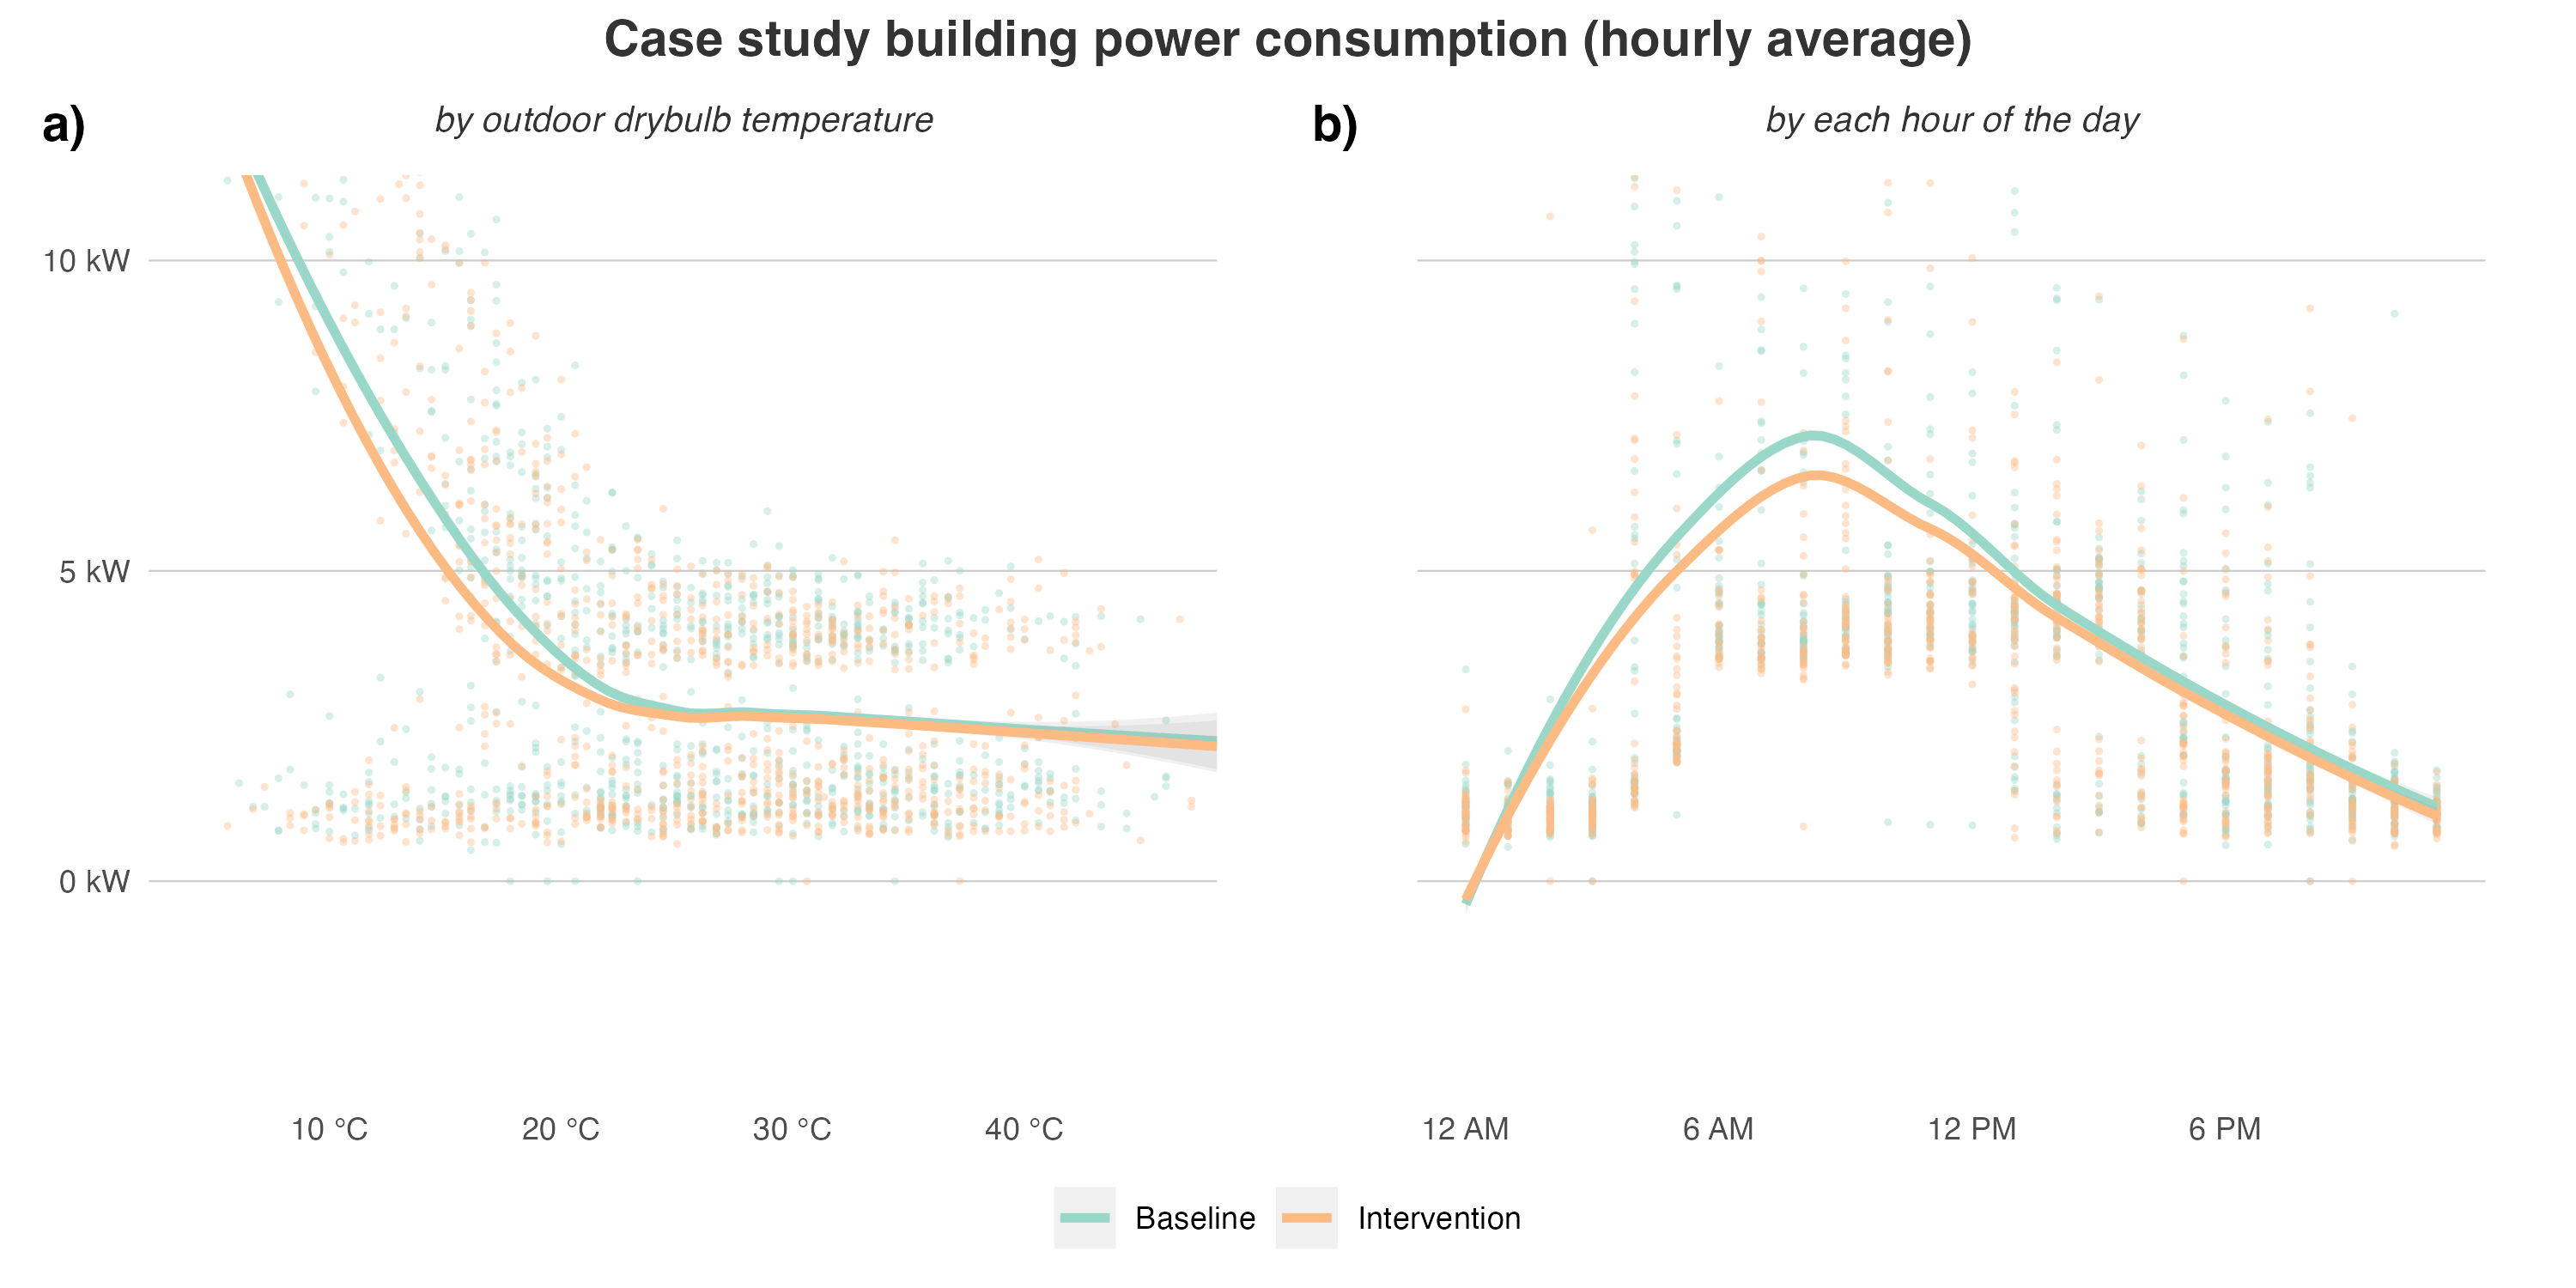 Case study building power consumption (hourly average)
a)
by outdoor drybulb temperature
b)
by each hour of the day
10 kW
5 kW
0 kW
10 °C
20 °C
30 °C
40 °C
12 AM
6 AM
12 PM
6 PM
Baseline
Intervention